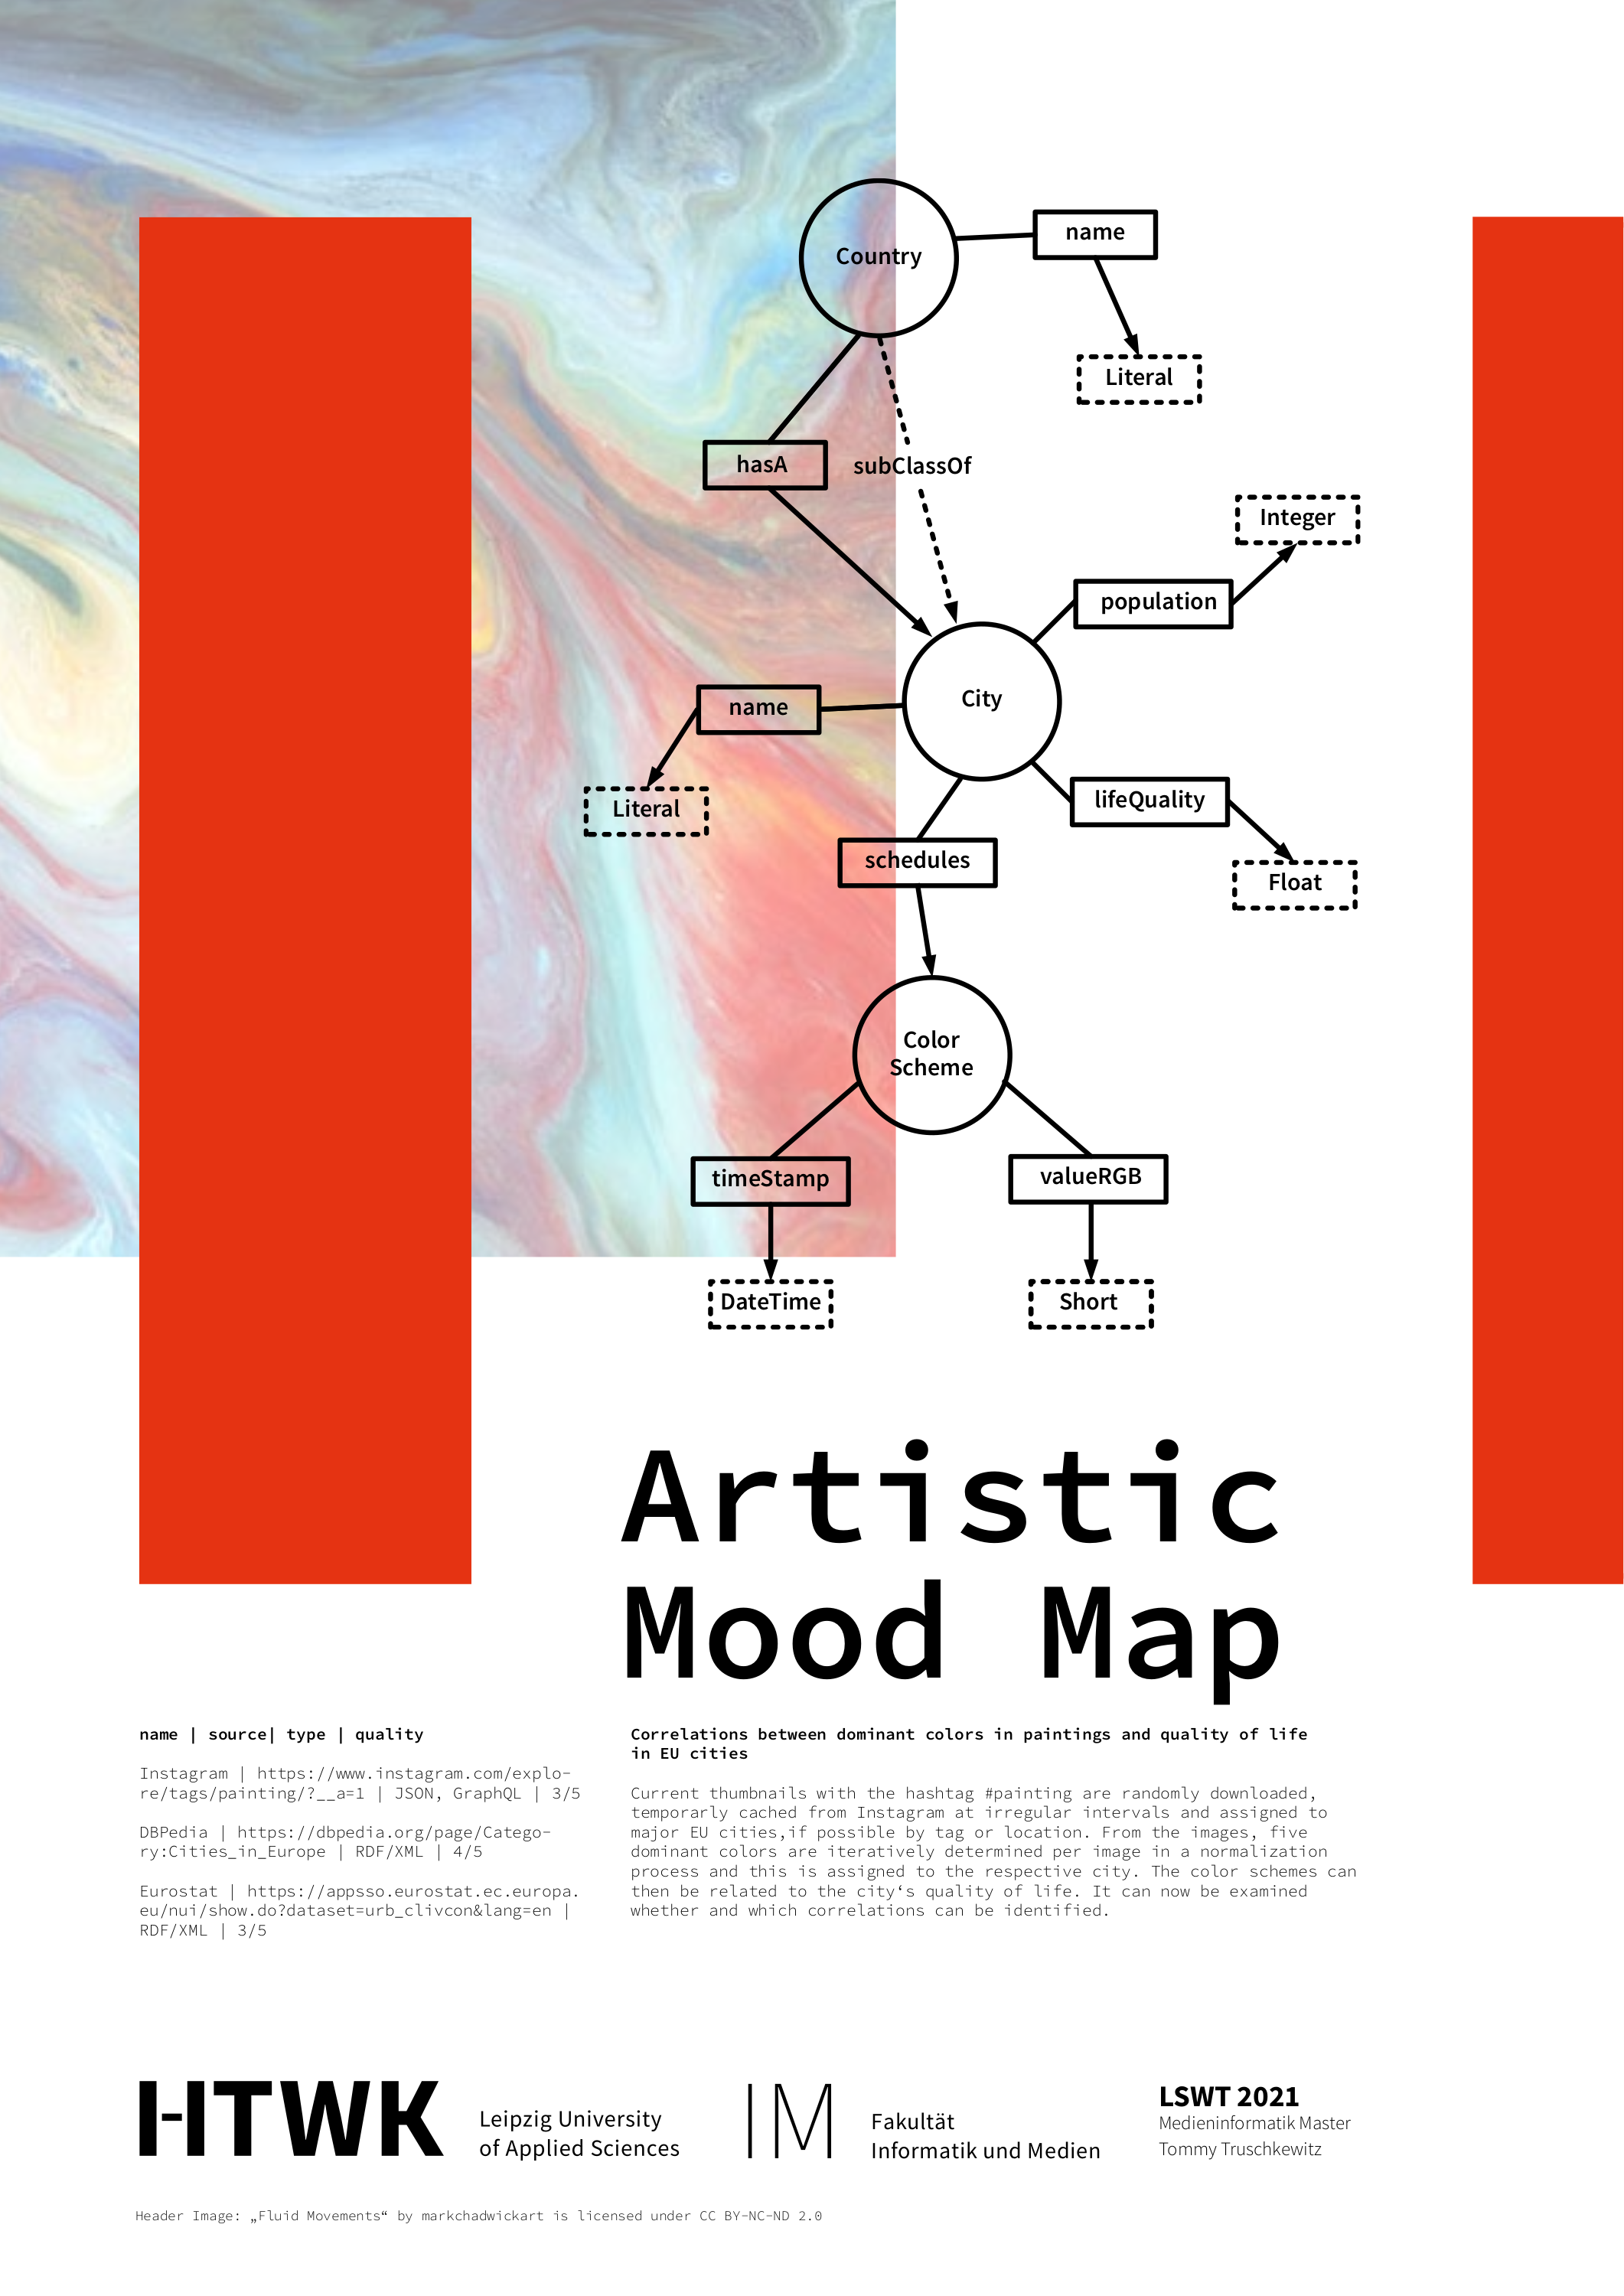 Country
name
Literal
hasA
subClassOf
Integer
population
City
name
lifeQuality
Literal
schedules
Float
Color
Scheme
timeStamp
valueRGB
DateTime
Short
Artistic
Mood Map
name | source| type | quality
Instagram | https://www.instagram.com/explo-
re/tags/painting/?__a=1 | JSON, GraphQL | 3/5
DBPedia | https://dbpedia.org/page/Catego-
ry:Cities_in_Europe | RDF/XML | 4/5
Eurostat | https://appsso.eurostat.ec.europa.
eu/nui/show.do?dataset=urb_clivcon&lang=en |
RDF/XML | 3/5
Correlations between dominant colors in paintings and quality of life
in EU cities
Current thumbnails with the hashtag #painting are randomly downloaded,
temporarly cached from Instagram at irregular intervals and assigned to
major EU cities,if possible by tag or location. From the images, five
dominant colors are iteratively determined per image in a normalization
process and this is assigned to the respective city. The color schemes can
then be related to the city‘s quality of life. It can now be examined
whether and which correlations can be identified.
HTWK
Leipzig University
of Applied Sciences
IM
Fakultät
Informatik und Medien
LSWT 2021
Medieninformatik Master
Tommy Truschkewitz
Header Image: „Fluid Movements“ by markchadwickart is licensed under CC BY-NC-ND 2.0